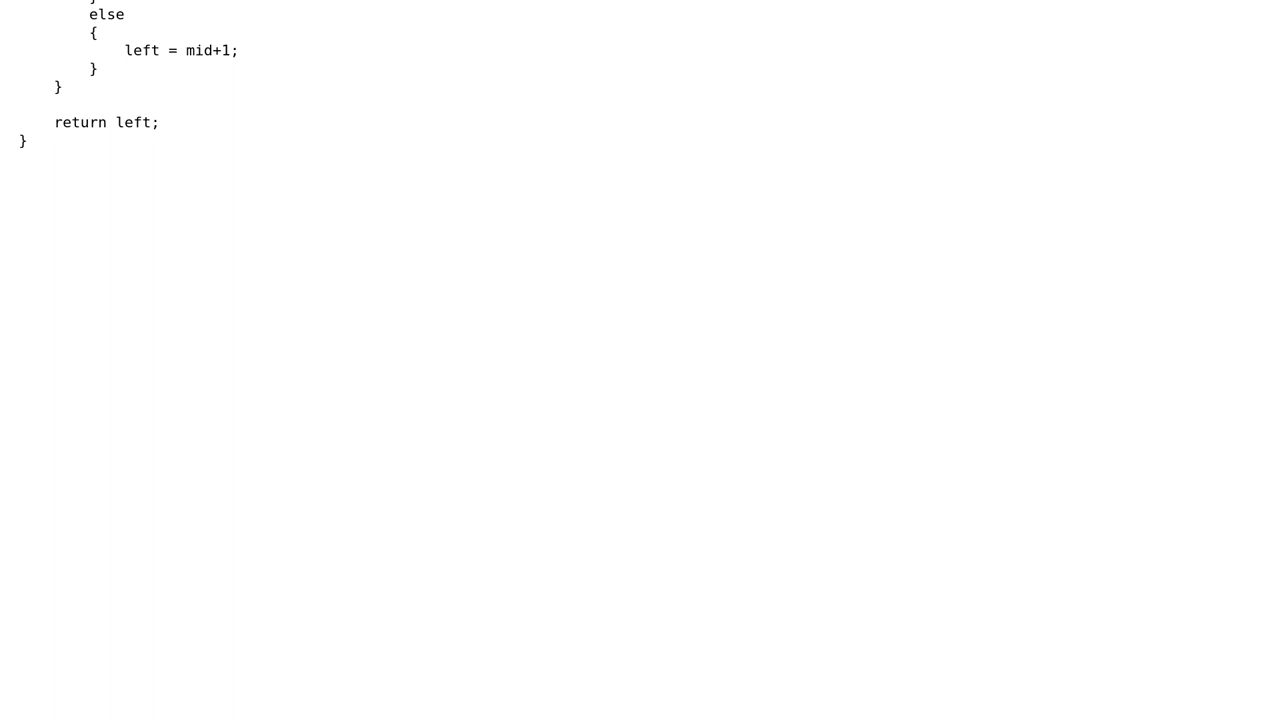 }
        else
        {
            left = mid+1;
        }
    }

    return left;
}